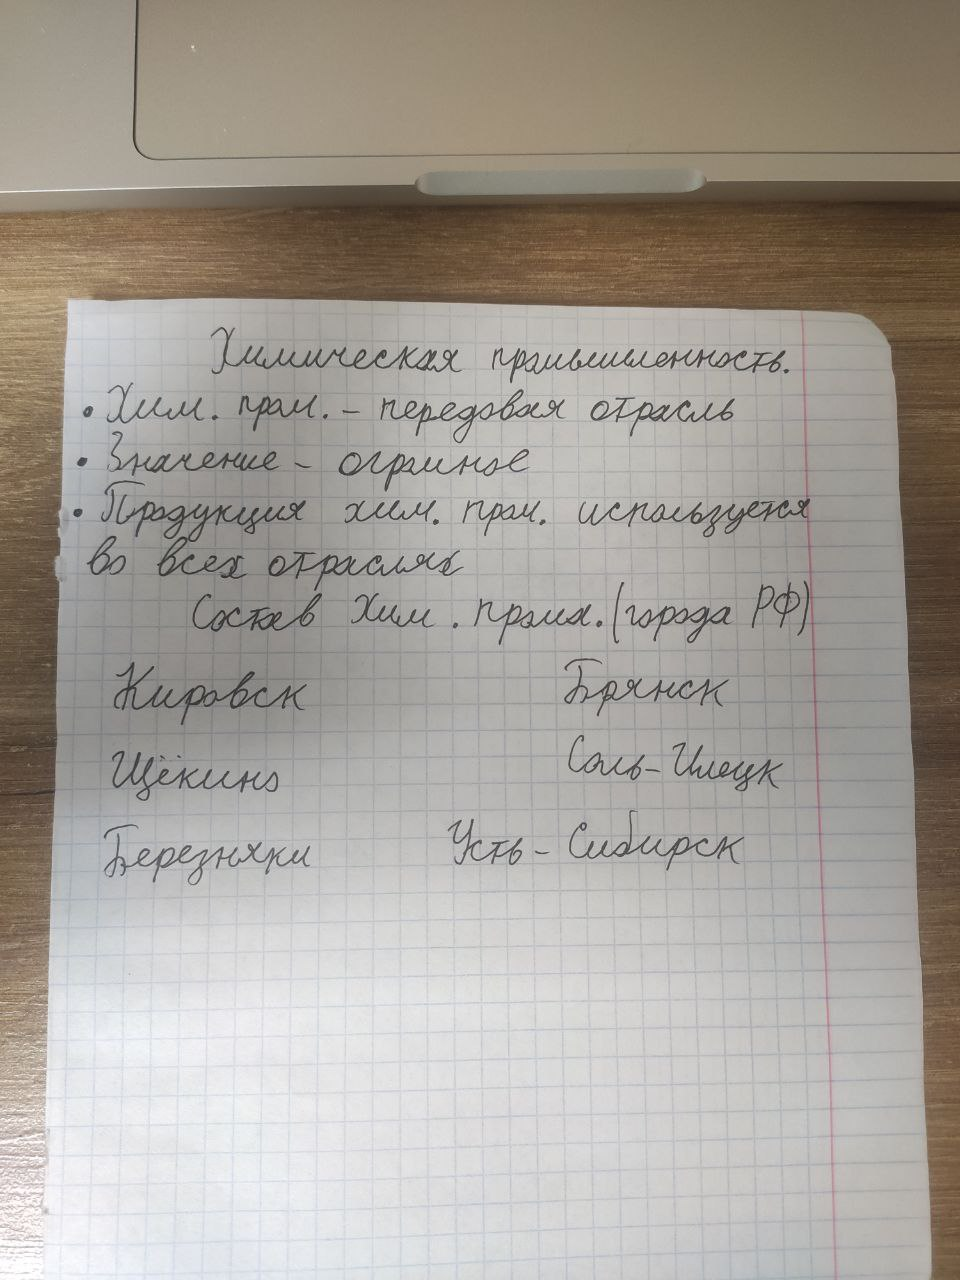 Химическая промышленность.
• Хим. пром. – передовая отрасль
• Значение – огромное
• Продукция хим. пром. используется
во всех отраслях
Состав Хим. пром. (города РФ)
Кировск Брянск
Щёкино Соль-Илецк
Березняки Усть-Сибирск